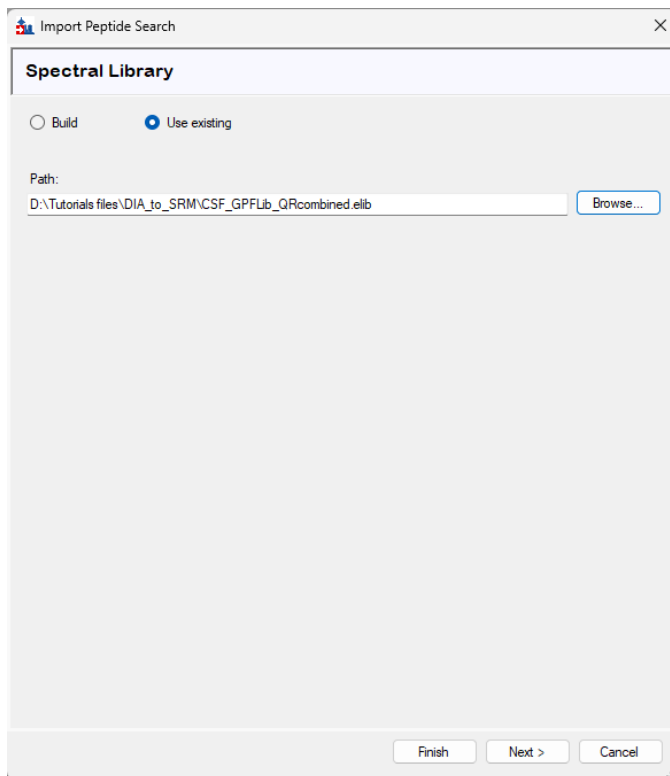 Import Peptide Search
Spectral Library
Build Use existing
Path:
D:\Tutorials files\DIA_to_SRM\CSF_GPFLib_QRcombined.elib Browse...
Finish Next > Cancel